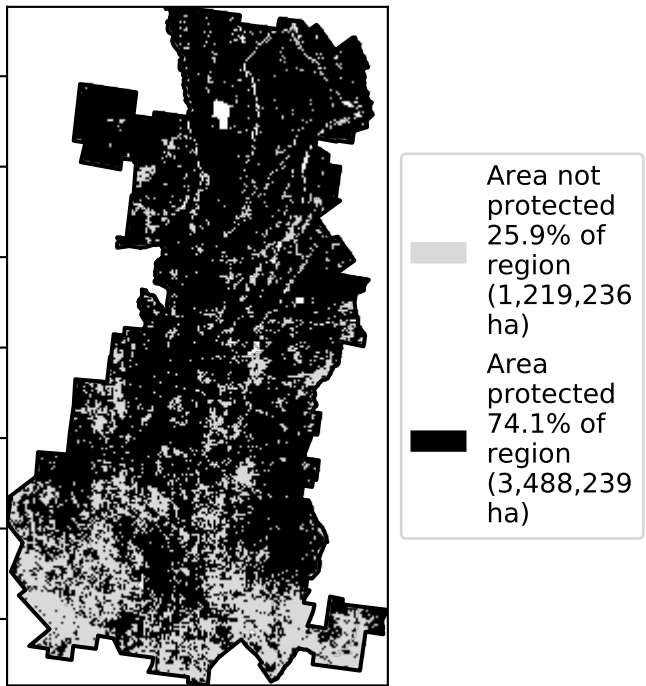 Area not
protected
25.9% of
region
(1,219,236
ha)
Area
protected
74.1% of
region
(3,488,239
ha)